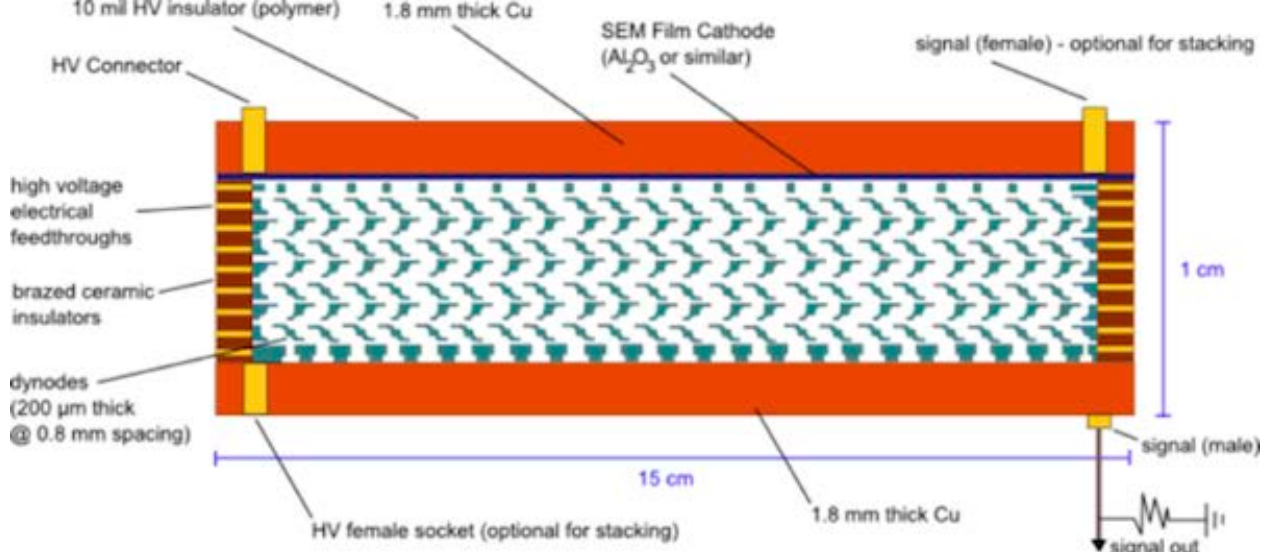 10 mil HV insulator (polymer)
1.8 mm thick Cu
SEM Film Cathode
(Al2O3 or similar)
signal (female) - optional for stacking
HV Connector
high voltage
electrical
feedthroughs
1 cm
brazed ceramic
insulators
dynodes
(200 µm thick
@ 0.8 mm spacing)
signal (male)
15 cm
1.8 mm thick Cu
HV female socket (optional for stacking)
signal out